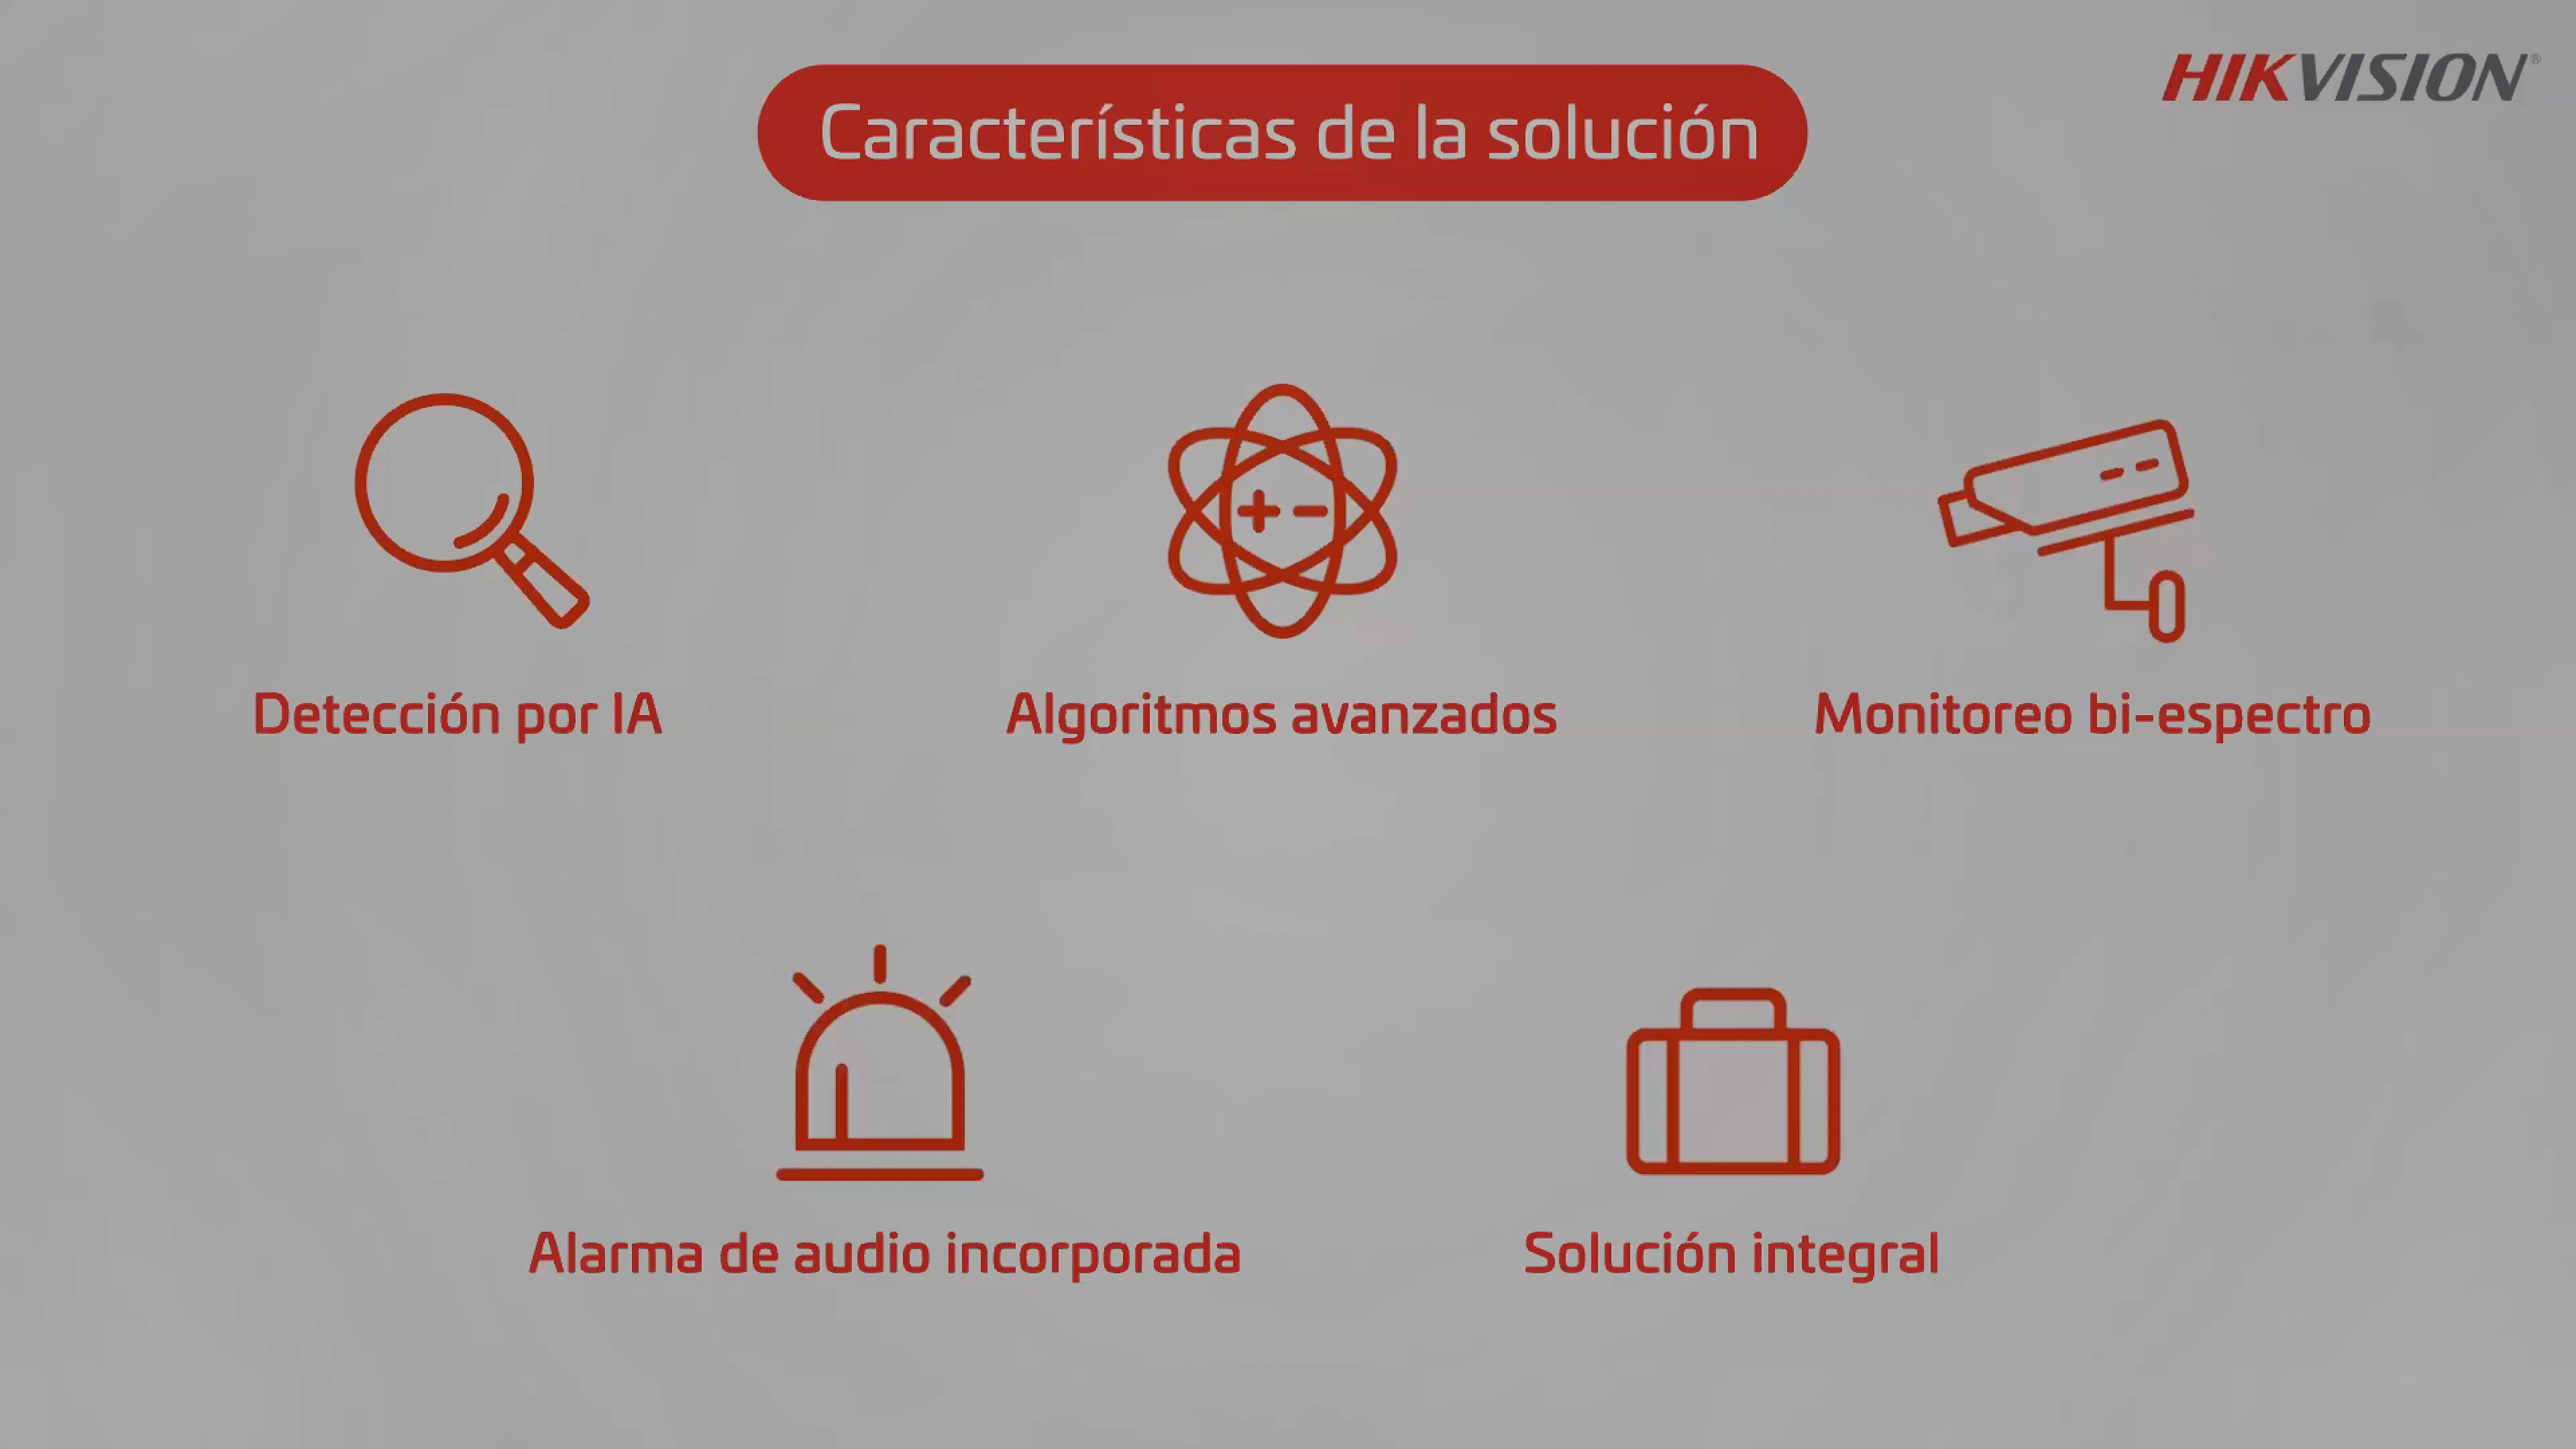 HIKVISION®
Características de la solución
Detección por IA
Algoritmos avanzados
Monitoreo bi-espectro
Alarma de audio incorporada
Solución integral